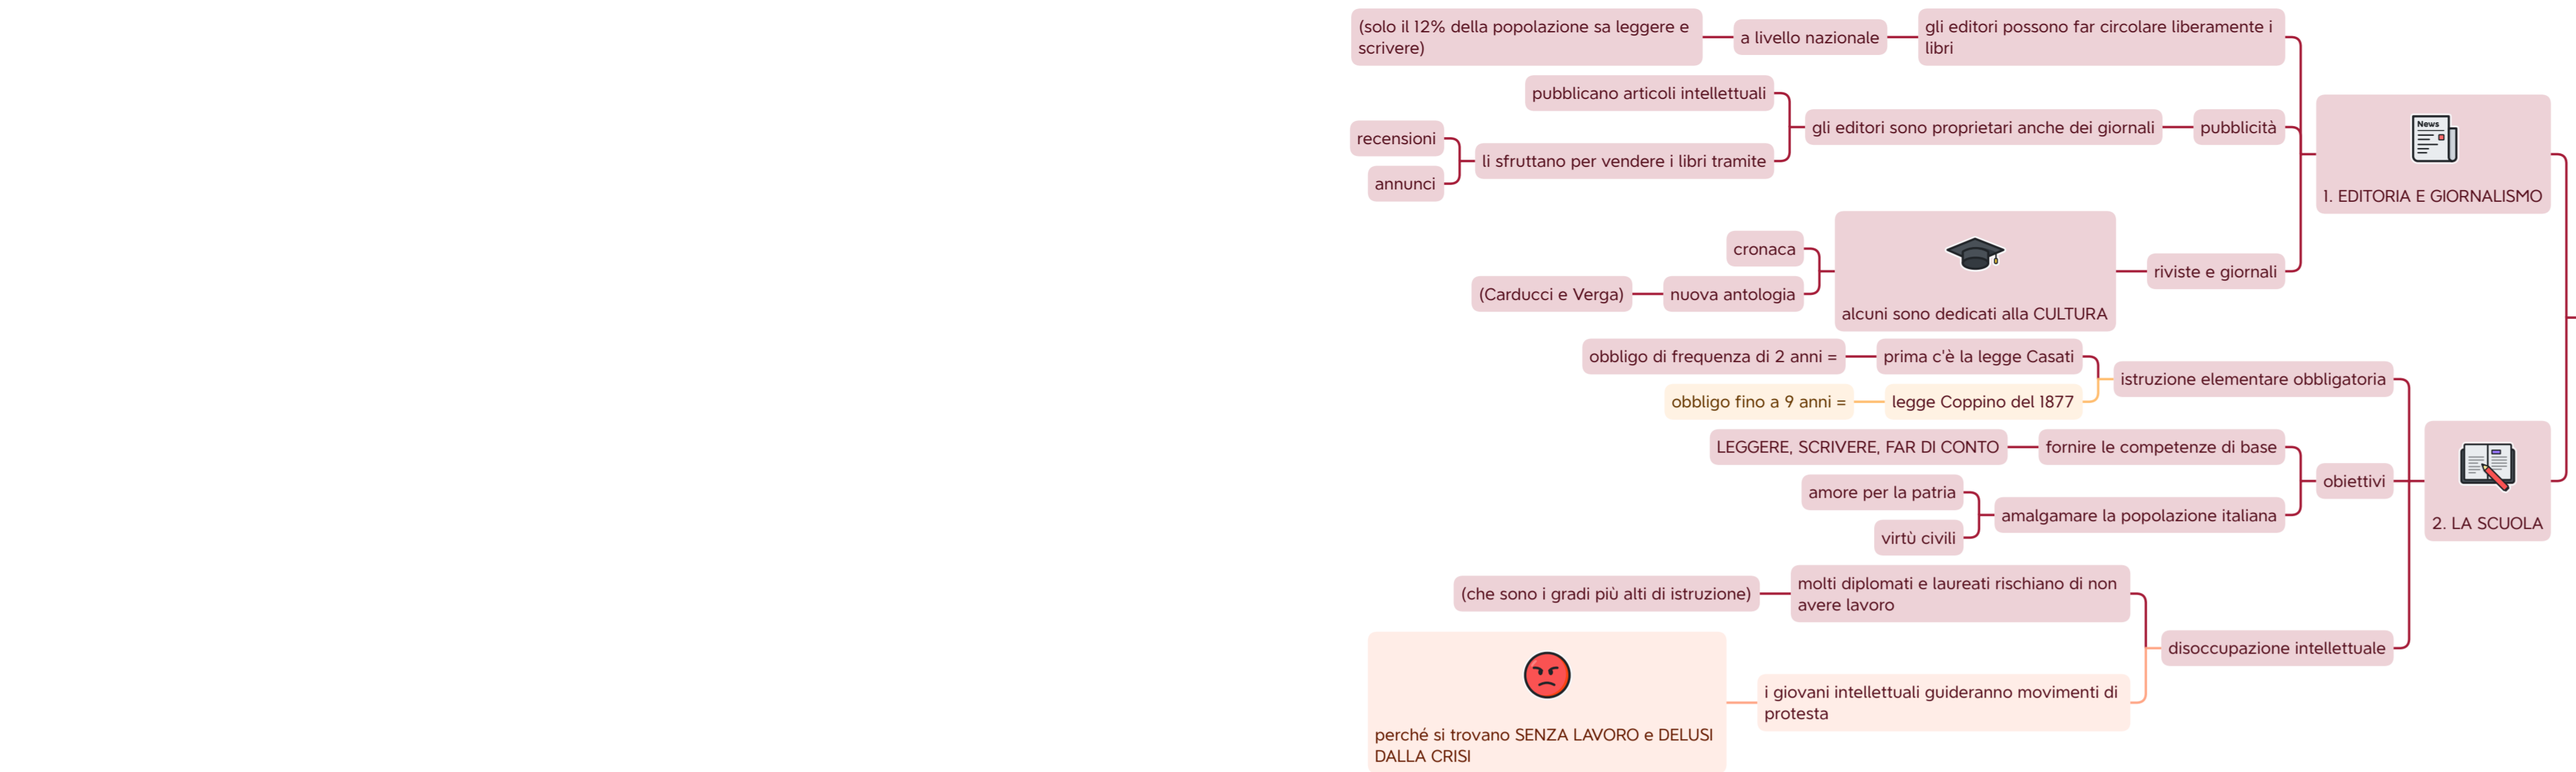 News
1. EDITORIA E GIORNALISMO
gli editori possono far circolare liberamente i
libri
a livello nazionale
(solo il 12% della popolazione sa leggere e
scrivere)
pubblicità
gli editori sono proprietari anche dei giornali
pubblicano articoli intellettuali
li sfruttano per vendere i libri tramite
recensioni
annunci
riviste e giornali
alcuni sono dedicati alla CULTURA
cronaca
nuova antologia
(Carducci e Verga)
2. LA SCUOLA
istruzione elementare obbligatoria
prima c'è la legge Casati
obbligo di frequenza di 2 anni =
legge Coppino del 1877
obbligo fino a 9 anni =
obiettivi
fornire le competenze di base
LEGGERE, SCRIVERE, FAR DI CONTO
amalgamare la popolazione italiana
amore per la patria
virtù civili
disoccupazione intellettuale
molti diplomati e laureati rischiano di non
avere lavoro
(che sono i gradi più alti di istruzione)
i giovani intellettuali guideranno movimenti di
protesta
perché si trovano SENZA LAVORO e DELUSI
DALLA CRISI